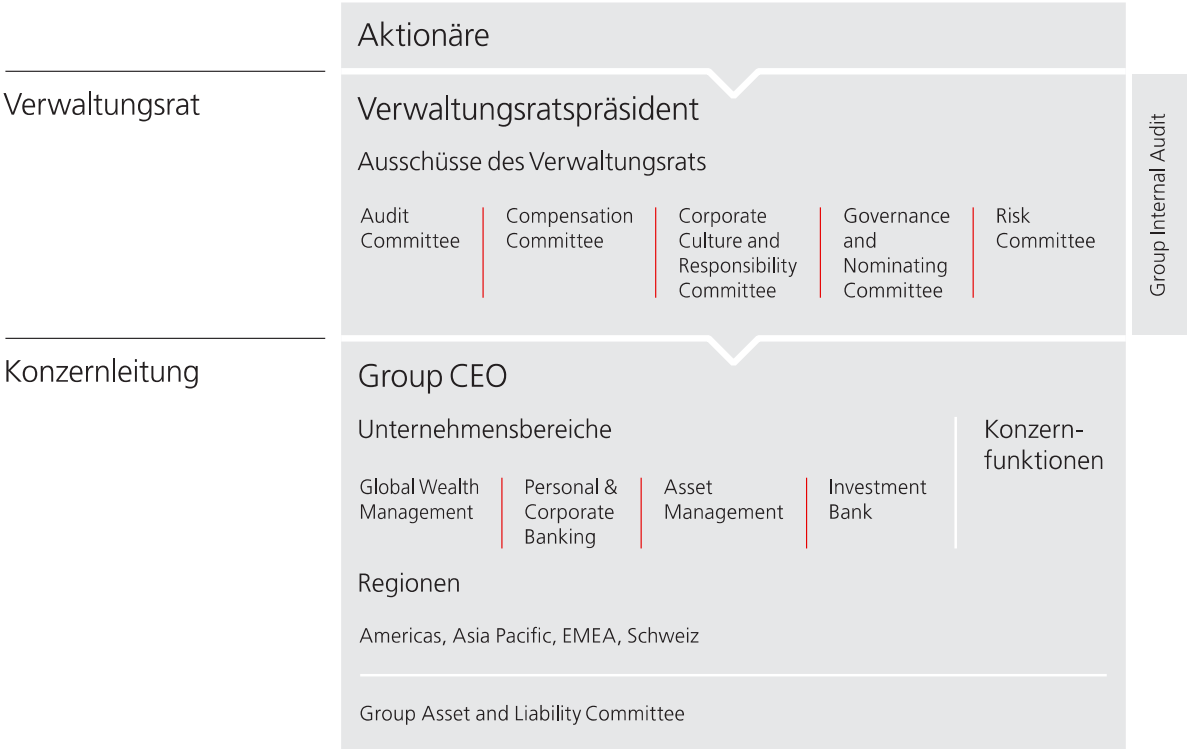 Aktionäre
Verwaltungsrat
Verwaltungsratspräsident
Ausschüsse des Verwaltungsrats
Audit
Committee
Compensation
Committee
Corporate
Culture and
Responsibility
Committee
Governance
and
Nominating
Committee
Risk
Committee
Group Internal Audit
Konzernleitung
Group CEO
Unternehmensbereiche
Global Wealth
Management
Personal &
Corporate
Banking
Asset
Management
Investment
Bank
Konzern-
funktionen
Regionen
Americas, Asia Pacific, EMEA, Schweiz
Group Asset and Liability Committee